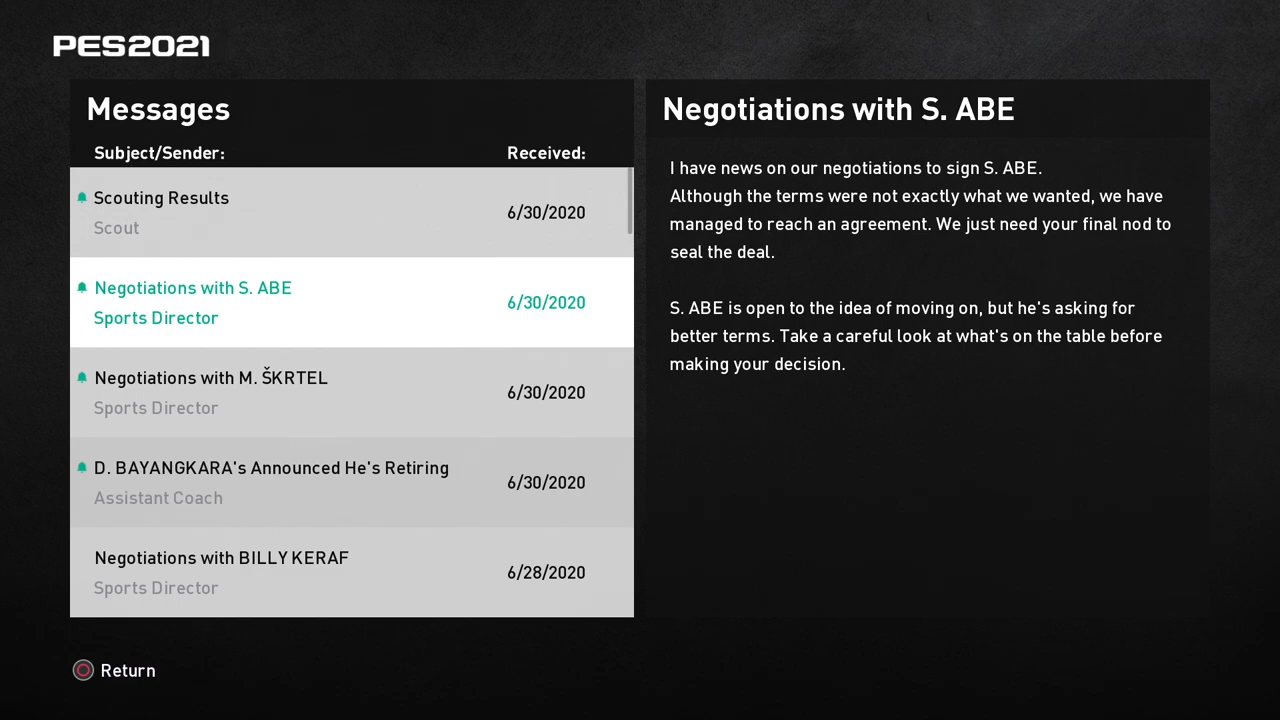 PES2021
Messages
Subject/Sender:
Received:
Scouting Results
Scout
6/30/2020
Negotiations with S. ABE
Sports Director
6/30/2020
Negotiations with M. ŠKRTEL
Sports Director
6/30/2020
D. BAYANGKARA's Announced He's Retiring
Assistant Coach
6/30/2020
Negotiations with BILLY KERAF
Sports Director
6/28/2020
Negotiations with S. ABE
I have news on our negotiations to sign S. ABE.
Although the terms were not exactly what we wanted, we have
managed to reach an agreement. We just need your final nod to
seal the deal.
S. ABE is open to the idea of moving on, but he's asking for
better terms. Take a careful look at what's on the table before
making your decision.
Return